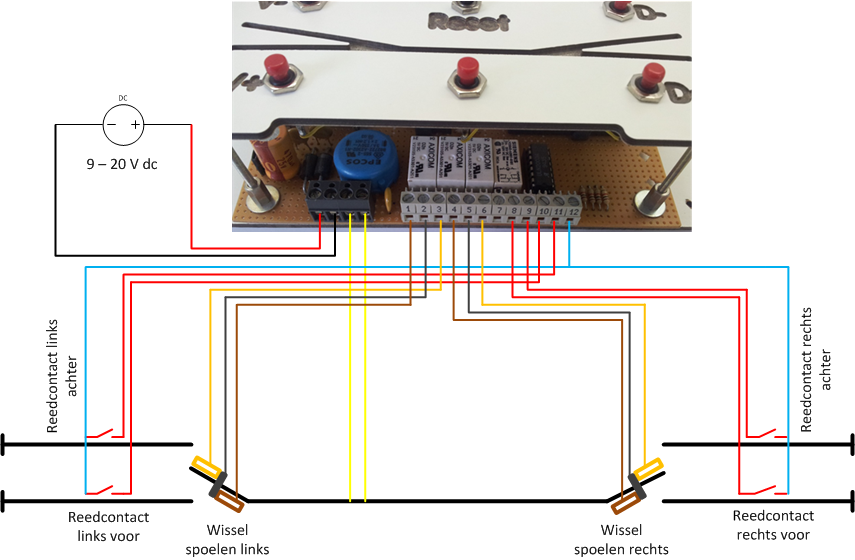 Reset
DC
9 – 20 V dc
EPCOS
AXICOM
AXICOM
AXICOM
1 2 3 4 5 6 7 8 9 10 11 12
Reedcontact links
achter
Reedcontact rechts
achter
Reedcontact
links voor
Wissel
spoelen links
Wissel
spoelen rechts
Reedcontact
rechts voor